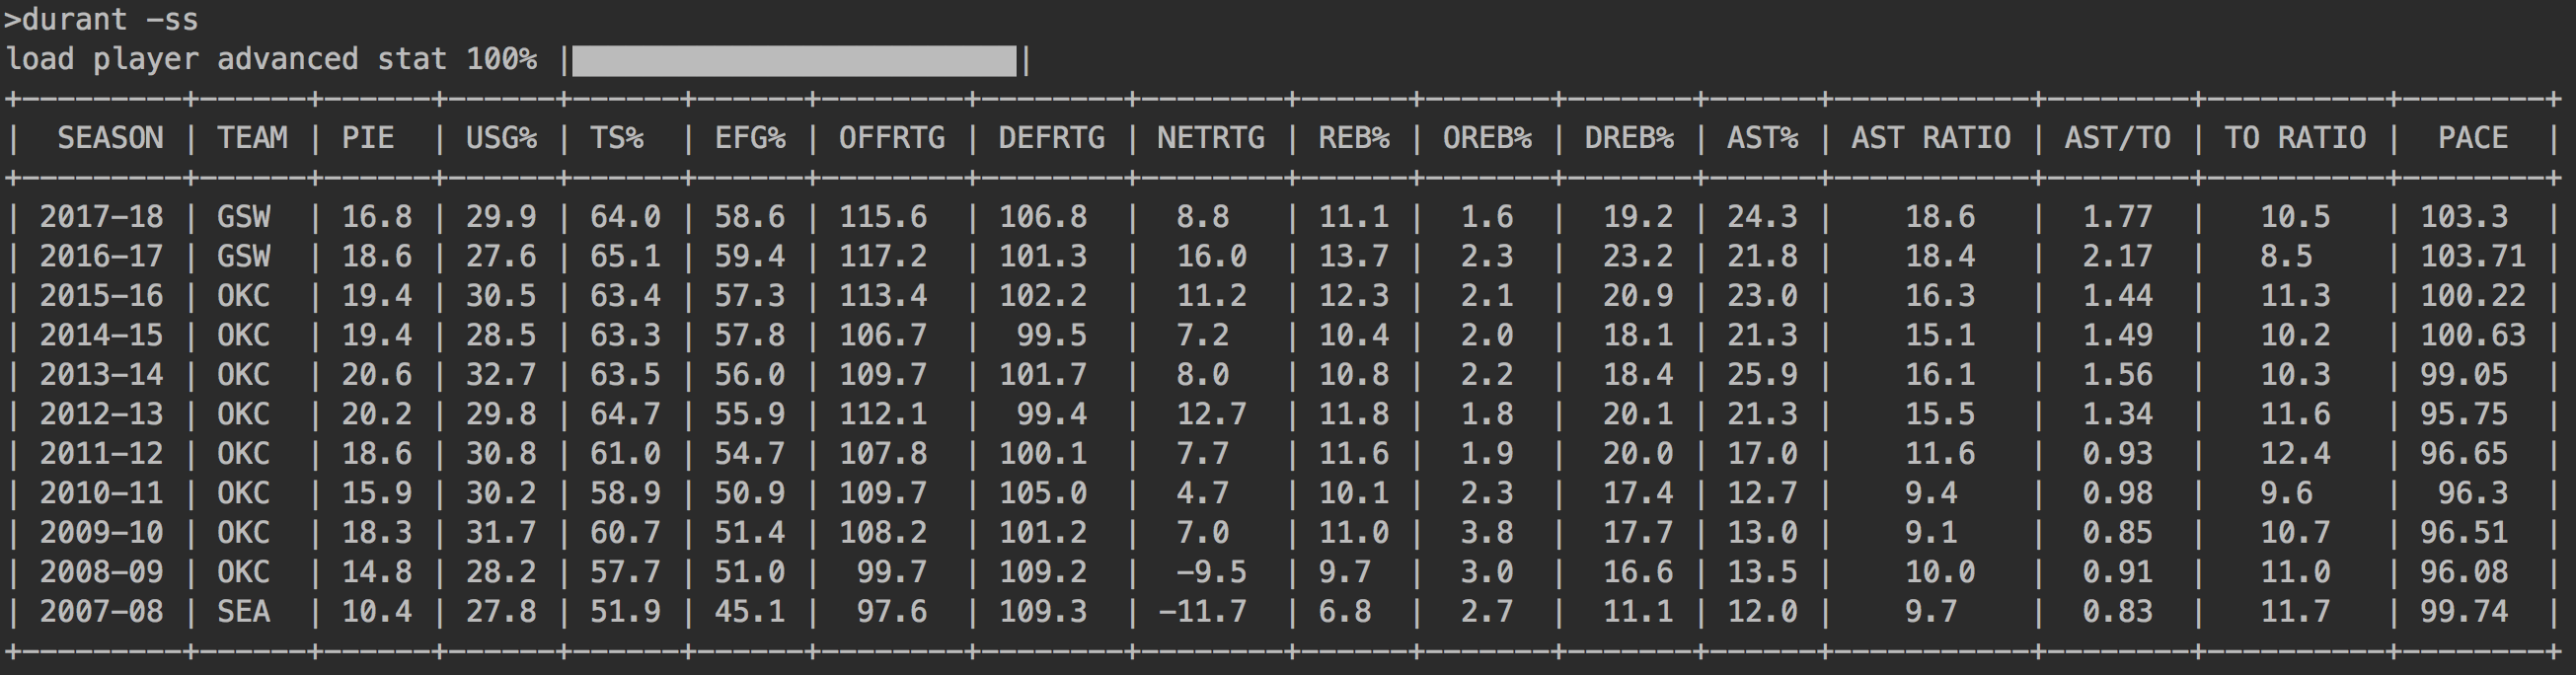 >durant -ss
load player advanced stat 100% |█████████████████████████|
+---------+------+------+------+------+------+--------+--------+--------+------+-------+-------+------+-----------+--------+----------+--------+
|  SEASON | TEAM | PIE  | USG% | TS%  | EFG% | OFFRTG | DEFRTG | NETRTG | REB% | OREB% | DREB% | AST% | AST RATIO | AST/TO | TO RATIO |  PACE  |
+---------+------+------+------+------+------+--------+--------+--------+------+-------+-------+------+-----------+--------+----------+--------+
| 2017-18 | GSW  | 16.8 | 29.9 | 64.0 | 58.6 | 115.6  | 106.8  |  8.8   | 11.1 |  1.6  |  19.2 | 24.3 |    18.6   |  1.77  |   10.5   | 103.3  |
| 2016-17 | GSW  | 18.6 | 27.6 | 65.1 | 59.4 | 117.2  | 101.3  |  16.0  | 13.7 |  2.3  |  23.2 | 21.8 |    18.4   |  2.17  |   8.5    | 103.71 |
| 2015-16 | OKC  | 19.4 | 30.5 | 63.4 | 57.3 | 113.4  | 102.2  |  11.2  | 12.3 |  2.1  |  20.9 | 23.0 |    16.3   |  1.44  |   11.3   | 100.22 |
| 2014-15 | OKC  | 19.4 | 28.5 | 63.3 | 57.8 | 106.7  |  99.5  |  7.2   | 10.4 |  2.0  |  18.1 | 21.3 |    15.1   |  1.49  |   10.2   | 100.63 |
| 2013-14 | OKC  | 20.6 | 32.7 | 63.5 | 56.0 | 109.7  | 101.7  |  8.0   | 10.8 |  2.2  |  18.4 | 25.9 |    16.1   |  1.56  |   10.3   | 99.05  |
| 2012-13 | OKC  | 20.2 | 29.8 | 64.7 | 55.9 | 112.1  |  99.4  |  12.7  | 11.8 |  1.8  |  20.1 | 21.3 |    15.5   |  1.34  |   11.6   | 95.75  |
| 2011-12 | OKC  | 18.6 | 30.8 | 61.0 | 54.7 | 107.8  | 100.1  |  7.7   | 11.6 |  1.9  |  20.0 | 17.0 |    11.6   |  0.93  |   12.4   | 96.65  |
| 2010-11 | OKC  | 15.9 | 30.2 | 58.9 | 50.9 | 109.7  | 105.0  |  4.7   | 10.1 |  2.3  |  17.4 | 12.7 |    9.4    |  0.98  |   9.6    |  96.3  |
| 2009-10 | OKC  | 18.3 | 31.7 | 60.7 | 51.4 | 108.2  | 101.2  |  7.0   | 11.0 |  3.8  |  17.7 | 13.0 |    9.1    |  0.85  |   10.7   | 96.51  |
| 2008-09 | OKC  | 14.8 | 28.2 | 57.7 | 51.0 |  99.7  | 109.2  |  -9.5  | 9.7  |  3.0  |  16.6 | 13.5 |    10.0   |  0.91  |   11.0   | 96.08  |
| 2007-08 | SEA  | 10.4 | 27.8 | 51.9 | 45.1 |  97.6  | 109.3  | -11.7  | 6.8  |  2.7  |  11.1 | 12.0 |    9.7    |  0.83  |   11.7   | 99.74  |
+---------+------+------+------+------+------+--------+--------+--------+------+-------+-------+------+-----------+--------+----------+--------+